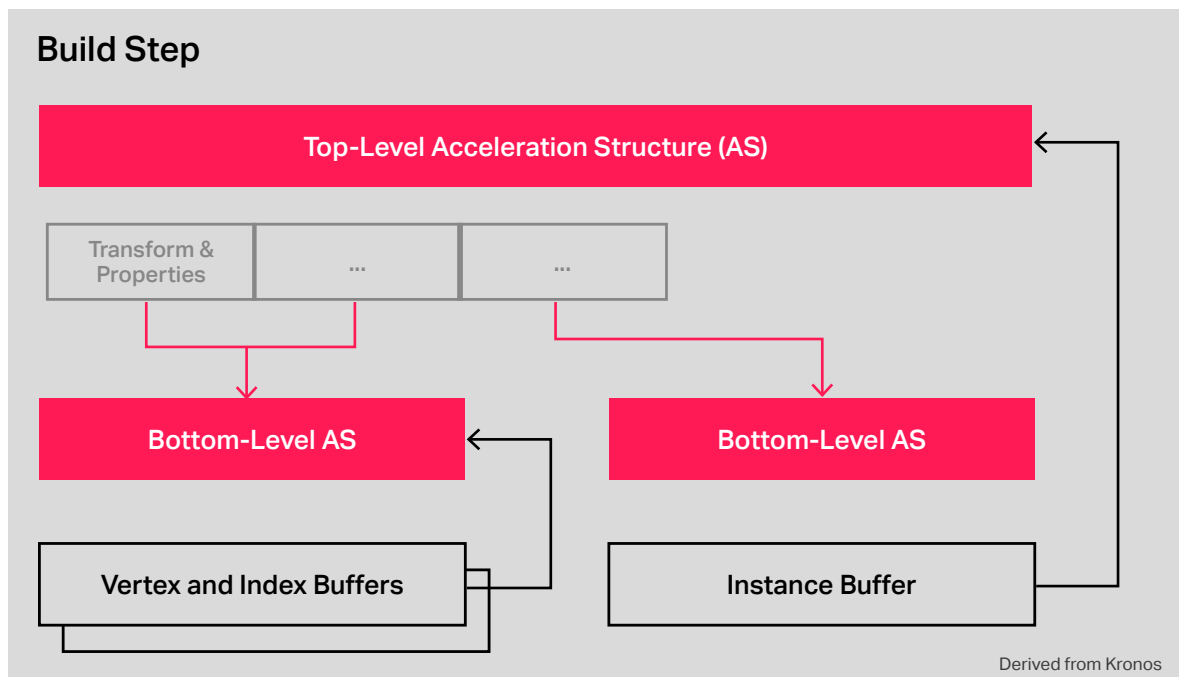 Build Step
Top-Level Acceleration Structure (AS)
Transform &
Properties
...
...
Bottom-Level AS
Bottom-Level AS
Vertex and Index Buffers
Instance Buffer
Derived from Kronos